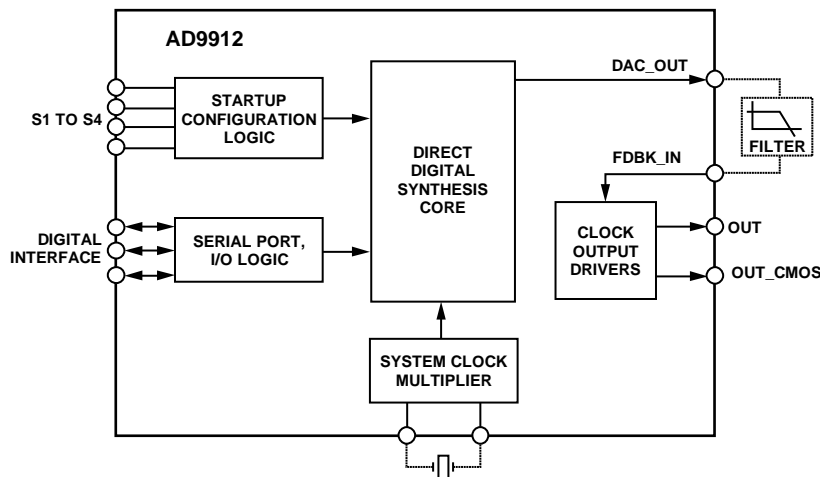 AD9912
S1 TO S4
STARTUP
CONFIGURATION
LOGIC
DIRECT
DIGITAL
SYNTHESIS
CORE
DAC_OUT
FILTER
FDBK_IN
DIGITAL
INTERFACE
SERIAL PORT,
I/O LOGIC
CLOCK
OUTPUT
DRIVERS
OUT
OUT_CMOS
SYSTEM CLOCK
MULTIPLIER